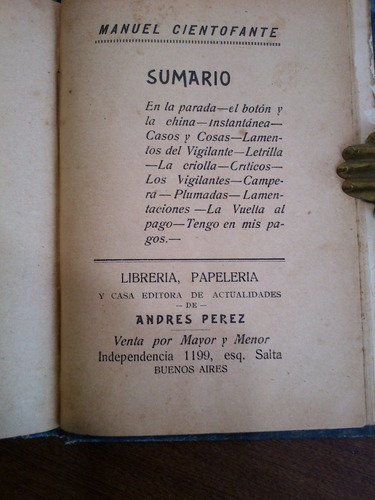 MANUEL CIENTOFANTE
SUMARIO
En la parada—el botón y
la china—Instantánea—
Casos y Cosas—Lamen-
tos del Vigilante—Letrilla
—La criolla—Criticos—
Los Vigilantes—Campe-
ra—Plumadas—Lamen-
taciones—La Vuelta al
pago—Tengo en mis pa-
gos.—
LIBRERIA, PAPELERIA
Y CASA EDITORA DE ACTUALIDADES
— DE —
ANDRES PEREZ
Venta por Mayor y Menor
Independencia 1199, esq. Salta
BUENOS AIRES